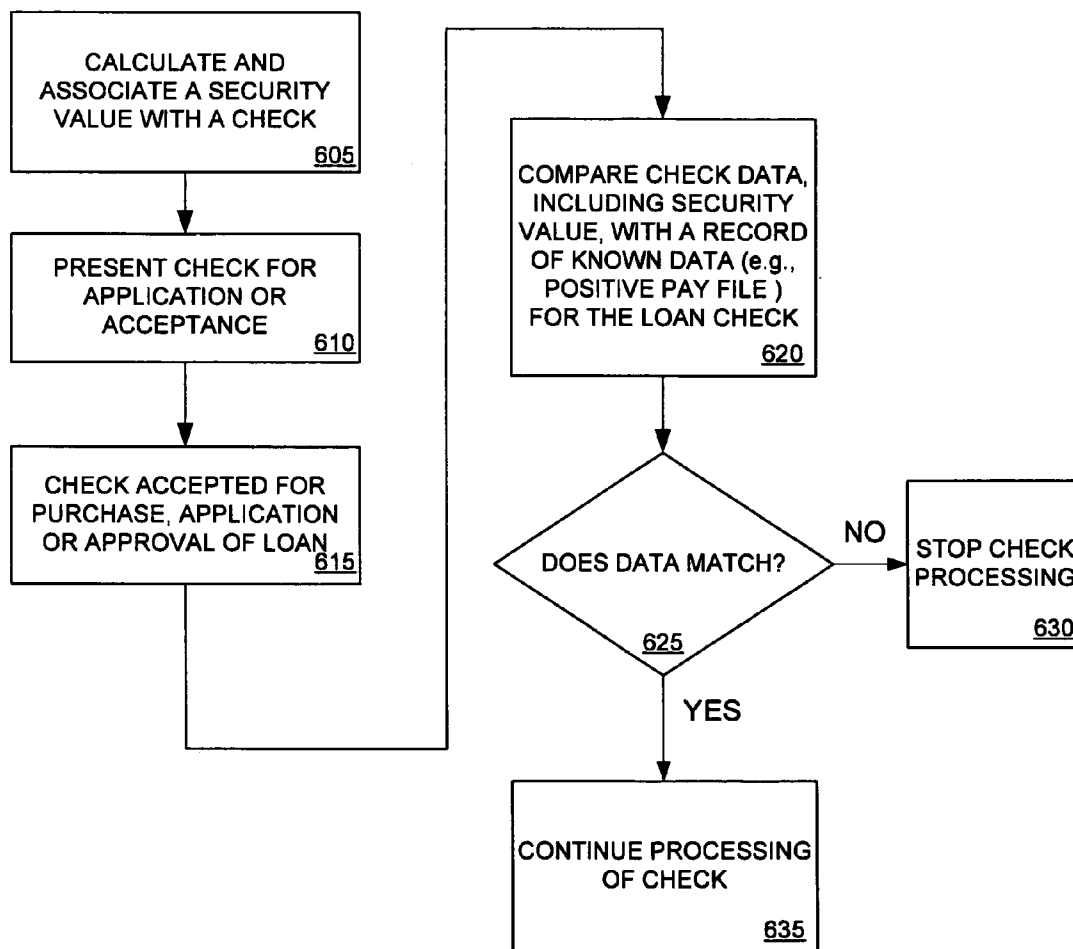 CALCULATE AND
ASSOCIATE A SECURITY
VALUE WITH A CHECK
605
PRESENT CHECK FOR
APPLICATION OR
ACCEPTANCE
610
CHECK ACCEPTED FOR
PURCHASE, APPLICATION
OR APPROVAL OF LOAN
615
COMPARE CHECK DATA,
INCLUDING SECURITY
VALUE, WITH A RECORD
OF KNOWN DATA (e.g.,
POSITIVE PAY FILE )
FOR THE LOAN CHECK
620
DOES DATA MATCH?
625
NO
STOP CHECK
PROCESSING
630
YES
CONTINUE PROCESSING
OF CHECK
635